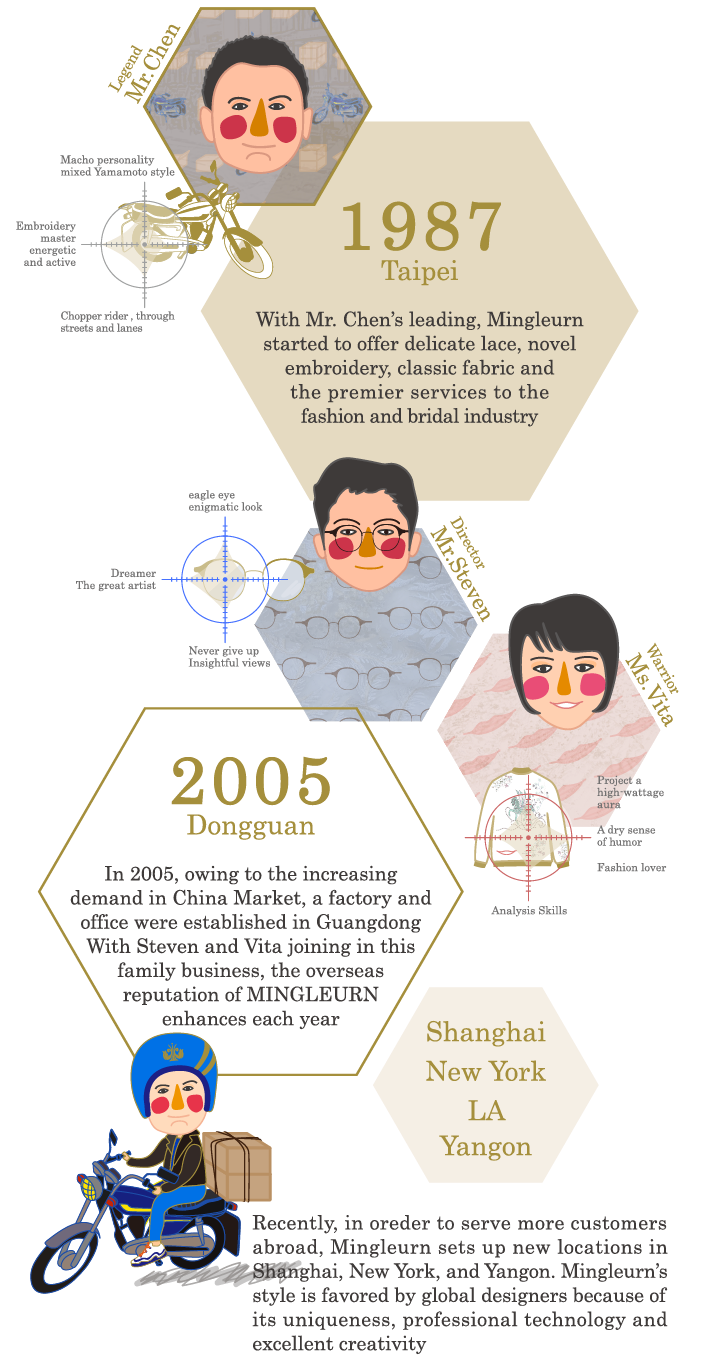 Legend
Mr.Chen
Macho personality
mixed Yamamoto style
Embroidery
master
energetic
and active
Chopper rider , through
streets and lanes
1987
Taipei
With Mr. Chen's leading, Mingleurn
started to offer delicate lace, novel
embroidery, classic fabric and
the premier services to the
fashion and bridal industry
eagle eye
enigmatic look
Dreamer
The great artist
Never give up
Insightful views
Director
Mr.Steven
Warrior
Ms.Vita
Project a
high-wattage
aura
A dry sense
of humor
Fashion lover
Analysis Skills
2005
Dongguan
In 2005, owing to the increasing
demand in China Market, a factory and
office were established in Guangdong
With Steven and Vita joining in this
family business, the overseas
reputation of MINGLEURN
enhances each year
Shanghai
New York
LA
Yangon
Recently, in oreder to serve more customers
abroad, Mingleurn sets up new locations in
Shanghai, New York, and Yangon. Mingleurn's
style is favored by global designers because of
its uniqueness, professional technology and
excellent creativity